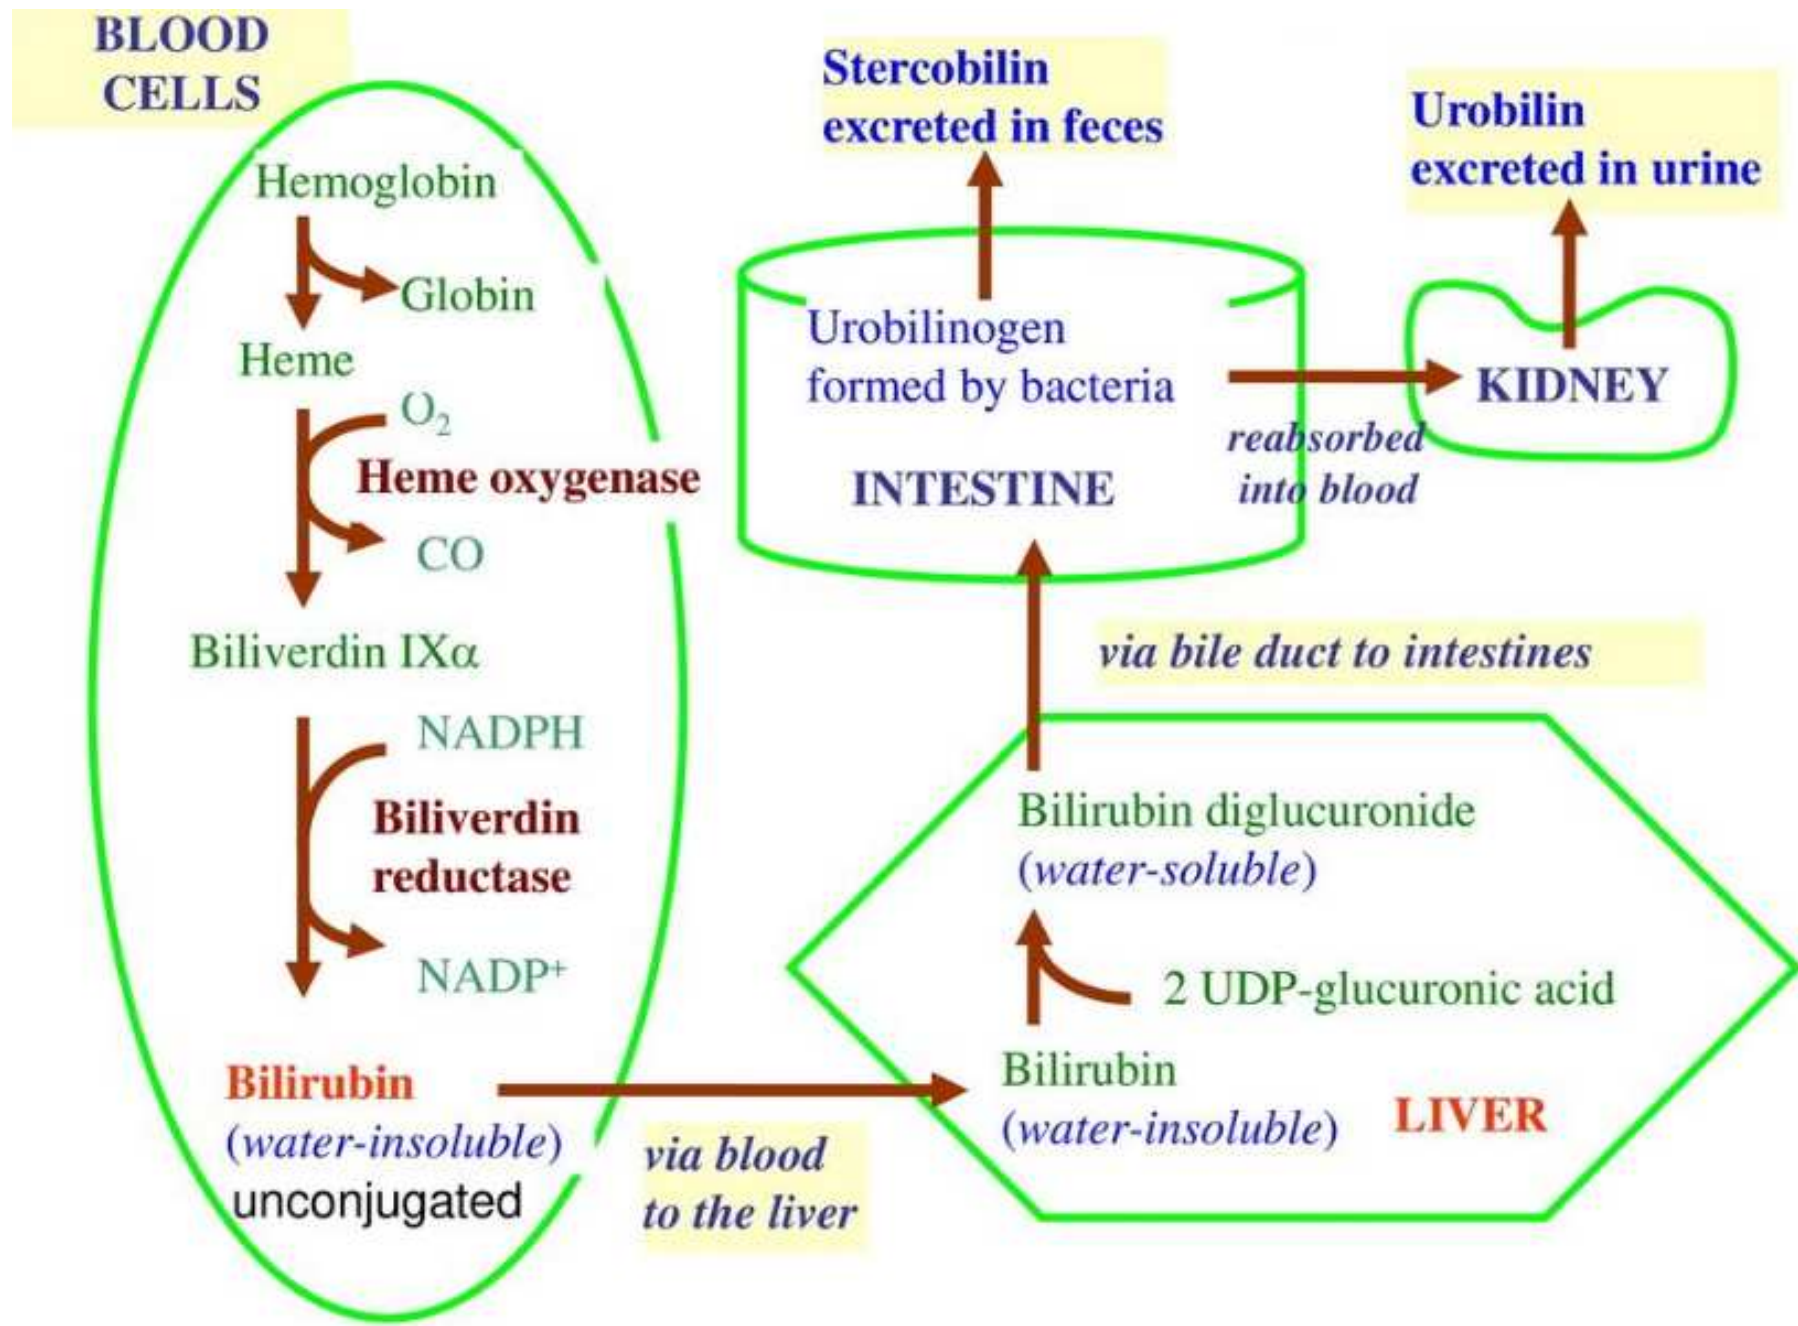 BLOOD
CELLS
Hemoglobin
Globin
Heme
O₂
Heme oxygenase
CO
Biliverdin IXα
NADPH
Biliverdin
reductase
NADP⁺
Bilirubin
(water-insoluble)
unconjugated
via blood
to the liver
Stercobilin
excreted in feces
Urobilin
excreted in urine
Urobilinogen
formed by bacteria
INTESTINE
KIDNEY
reabsorbed
into blood
via bile duct to intestines
Bilirubin diglucuronide
(water-soluble)
2 UDP-glucuronic acid
Bilirubin
(water-insoluble)
LIVER